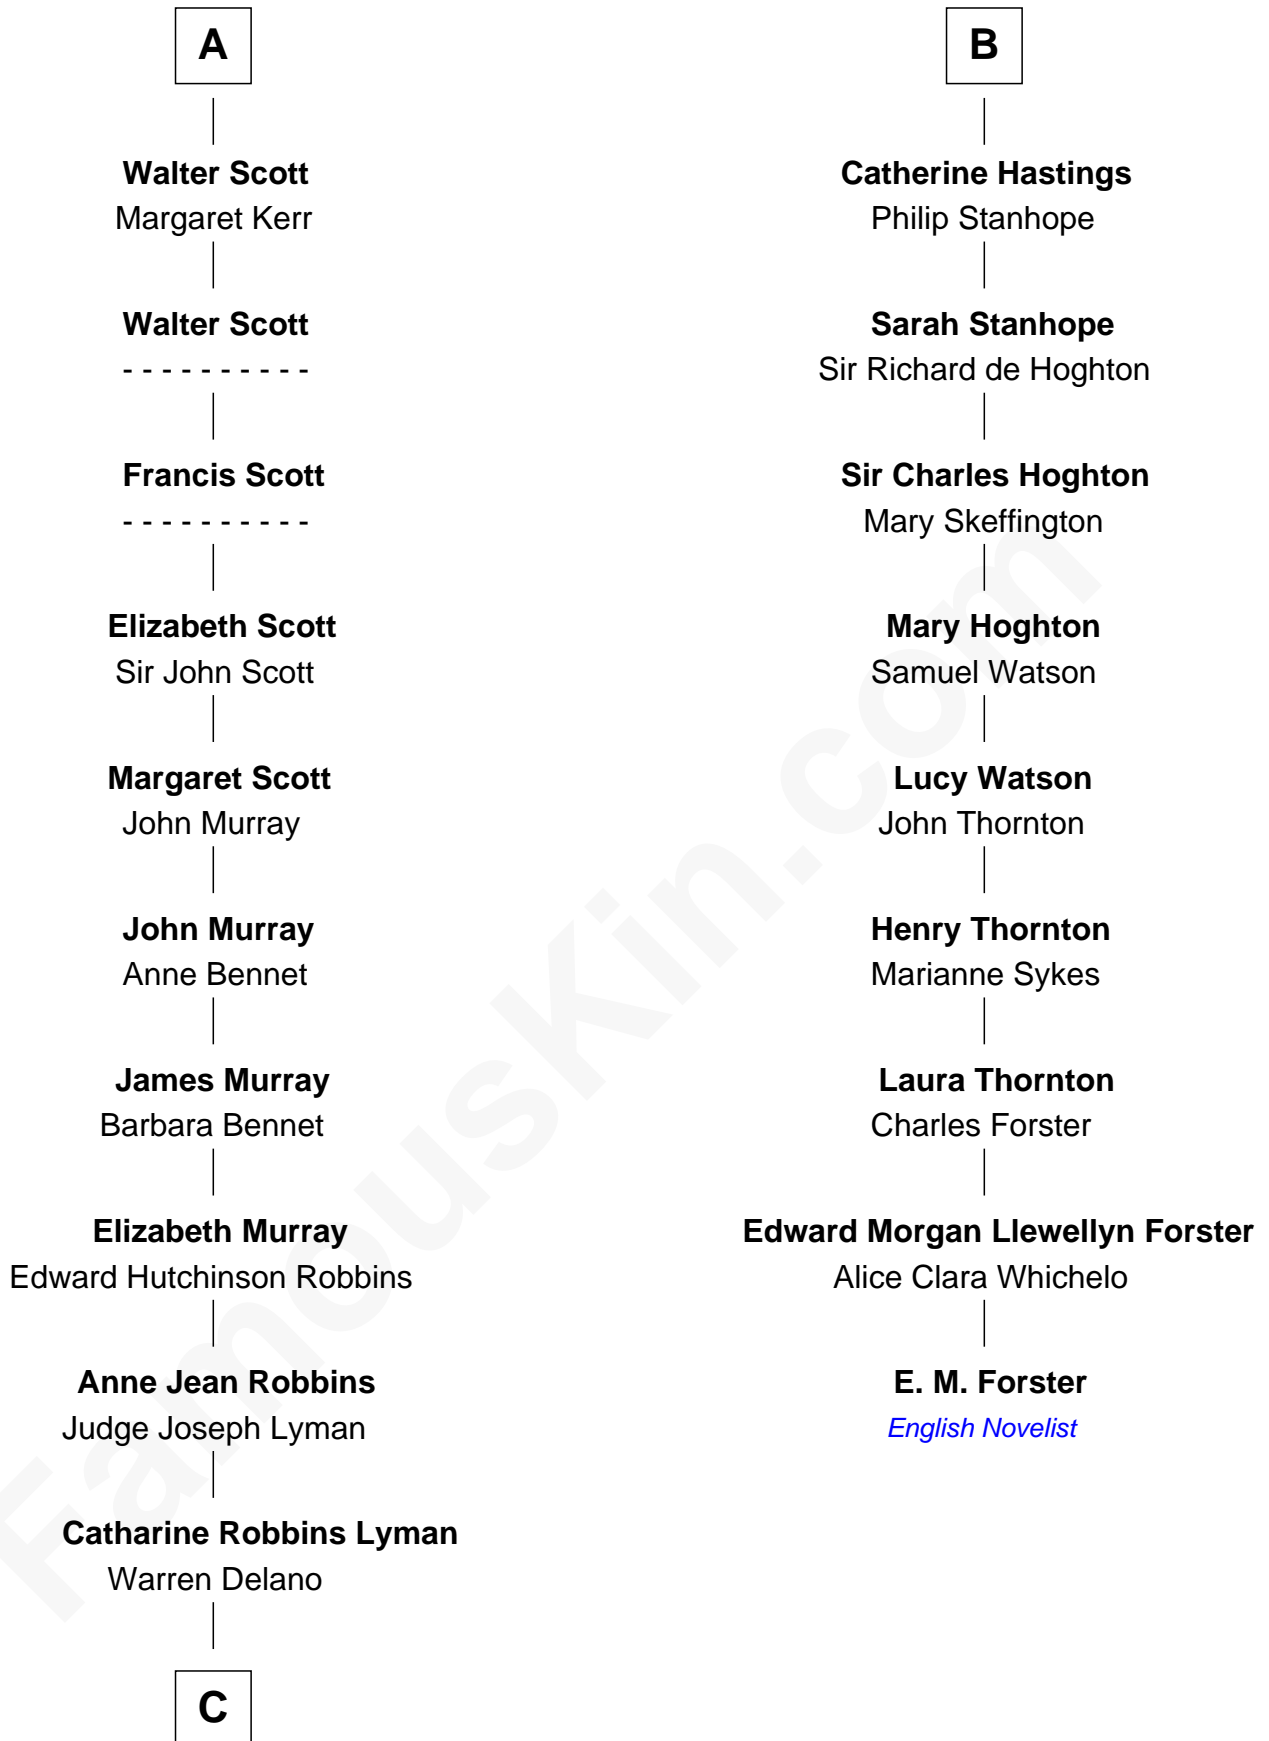 A
Walter Scott
Margaret Kerr
Walter Scott
- - - - - - - - - -
Francis Scott
- - - - - - - - - -
Elizabeth Scott
Sir John Scott
Margaret Scott
John Murray
John Murray
Anne Bennet
James Murray
Barbara Bennet
Elizabeth Murray
Edward Hutchinson Robbins
Anne Jean Robbins
Judge Joseph Lyman
Catharine Robbins Lyman
Warren Delano
C
B
Catherine Hastings
Philip Stanhope
Sarah Stanhope
Sir Richard de Hoghton
Sir Charles Hoghton
Mary Skeffington
Mary Hoghton
Samuel Watson
Lucy Watson
John Thornton
Henry Thornton
Marianne Sykes
Laura Thornton
Charles Forster
Edward Morgan Llewellyn Forster
Alice Clara Whichelo
E. M. Forster
English Novelist
FamousKin.com